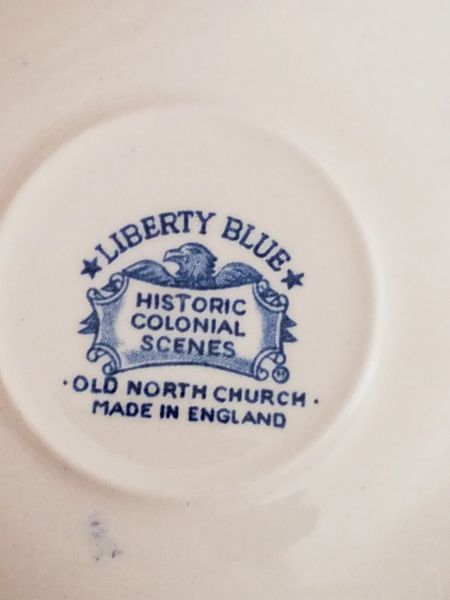 LIBERTY BLUE
HISTORIC
COLONIAL
SCENES
· OLD NORTH CHURCH ·
MADE IN ENGLAND